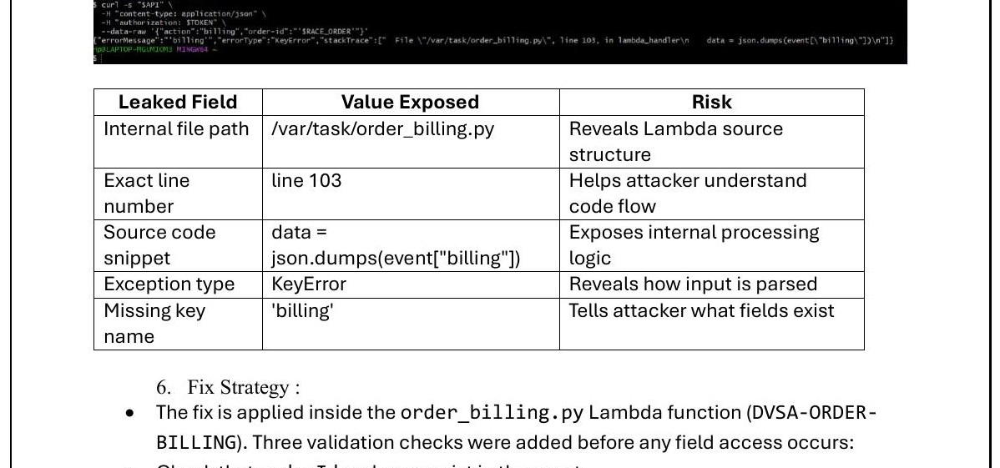 $ curl -s "$API" \
-H "content-type: application/json" \
-H "authorization: $TOKEN" \
--data-raw '{"action":"billing","order-id":"'$RACE_ORDER'"}'
{"errorMessage":"'billing'","errorType":"KeyError","stackTrace":["  File \"/var/task/order_billing.py\", line 103, in lambda_handler\n    data = json.dumps(event[\"billing\"])\n"]}
MINGW64 ~
$
Leaked Field Value Exposed Risk
Internal file path /var/task/order_billing.py Reveals Lambda source
structure
Exact line line 103 Helps attacker understand
number code flow
Source code data = Exposes internal processing
snippet json.dumps(event["billing"]) logic
Exception type KeyError Reveals how input is parsed
Missing key 'billing' Tells attacker what fields exist
name
6. Fix Strategy :
• The fix is applied inside the order_billing.py Lambda function (DVSA-ORDER-
BILLING). Three validation checks were added before any field access occurs: